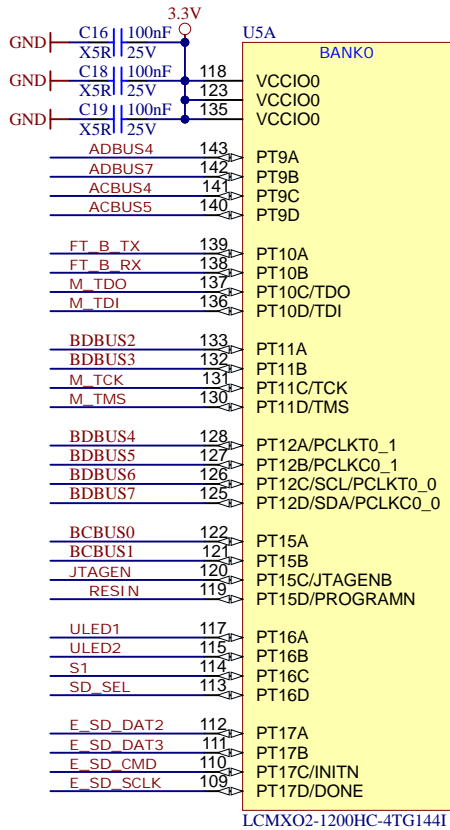 3.3V
C16 100nF U5A
GND X5R 25V BANK0
C18 100nF 118 VCCIO0
GND X5R 25V 123 VCCIO0
C19 100nF 135 VCCIO0
GND X5R 25V
ADBUS4 143 PT9A
ADBUS7 142 PT9B
ACBUS4 141 PT9C
ACBUS5 140 PT9D
FT_B_TX 139 PT10A
FT_B_RX 138 PT10B
M_TDO 137 PT10C/TDO
M_TDI 136 PT10D/TDI
BDBUS2 133 PT11A
BDBUS3 132 PT11B
M_TCK 131 PT11C/TCK
M_TMS 130 PT11D/TMS
BDBUS4 128 PT12A/PCLKT0_1
BDBUS5 127 PT12B/PCLKC0_1
BDBUS6 126 PT12C/SCL/PCLKT0_0
BDBUS7 125 PT12D/SDA/PCLKC0_0
BCBUS0 122 PT15A
BCBUS1 121 PT15B
JTAGEN 120 PT15C/JTAGENB
RESIN 119 PT15D/PROGRAMN
ULED1 117 PT16A
ULED2 115 PT16B
S1 114 PT16C
SD_SEL 113 PT16D
E_SD_DAT2 112 PT17A
E_SD_DAT3 111 PT17B
E_SD_CMD 110 PT17C/INITN
E_SD_SCLK 109 PT17D/DONE
LCMXO2-1200HC-4TG144I